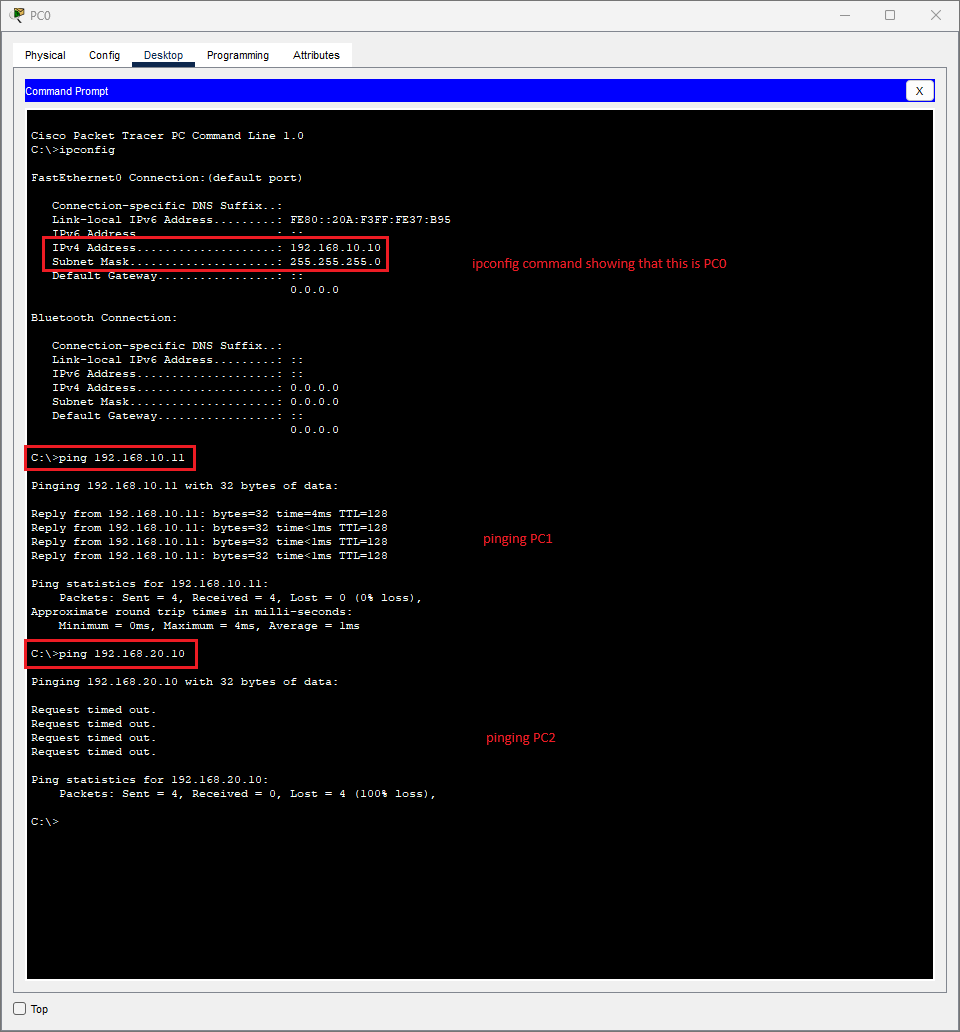 PC0
Physical Config Desktop Programming Attributes
Command Prompt
X
Cisco Packet Tracer PC Command Line 1.0
C:\>ipconfig
FastEthernet0 Connection:(default port)
Connection-specific DNS Suffix..:
Link-local IPv6 Address.........: FE80::20A:F3FF:FE37:B95
IPv6 Address....................: ::
IPv4 Address....................: 192.168.10.10
Subnet Mask.....................: 255.255.255.0
ipconfig command showing that this is PC0
Default Gateway.................: ::
0.0.0.0
Bluetooth Connection:
Connection-specific DNS Suffix..:
Link-local IPv6 Address.........: ::
IPv6 Address....................: ::
IPv4 Address....................: 0.0.0.0
Subnet Mask.....................: 0.0.0.0
Default Gateway.................: ::
0.0.0.0
C:\>ping 192.168.10.11
Pinging 192.168.10.11 with 32 bytes of data:
Reply from 192.168.10.11: bytes=32 time=4ms TTL=128
Reply from 192.168.10.11: bytes=32 time<1ms TTL=128
Reply from 192.168.10.11: bytes=32 time<1ms TTL=128
Reply from 192.168.10.11: bytes=32 time<1ms TTL=128
pinging PC1
Ping statistics for 192.168.10.11:
Packets: Sent = 4, Received = 4, Lost = 0 (0% loss),
Approximate round trip times in milli-seconds:
Minimum = 0ms, Maximum = 4ms, Average = 1ms
C:\>ping 192.168.20.10
Pinging 192.168.20.10 with 32 bytes of data:
Request timed out.
Request timed out.
Request timed out.
Request timed out.
pinging PC2
Ping statistics for 192.168.20.10:
Packets: Sent = 4, Received = 0, Lost = 4 (100% loss),
C:\>
Top